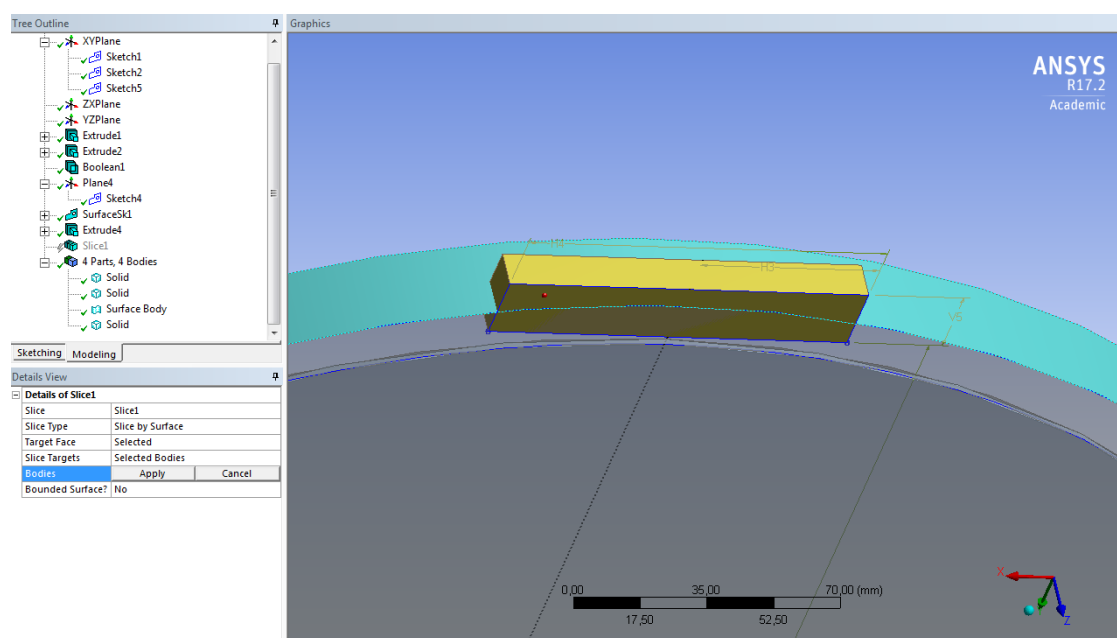 Tree Outline
XYPlane
Sketch1
Sketch2
Sketch5
ZXPlane
YZPlane
Extrude1
Extrude2
Boolean1
Plane4
Sketch4
SurfaceSk1
Extrude4
Slice1
4 Parts, 4 Bodies
Solid
Solid
Surface Body
Solid
Sketching Modeling
Details View
Details of Slice1
Slice Slice1
Slice Type Slice by Surface
Target Face Selected
Slice Targets Selected Bodies
Bodies Apply Cancel
Bounded Surface? No
Graphics
ANSYS
R17.2
Academic
H4
H3
V5
0,00 35,00 70,00 (mm)
17,50 52,50
X
Z